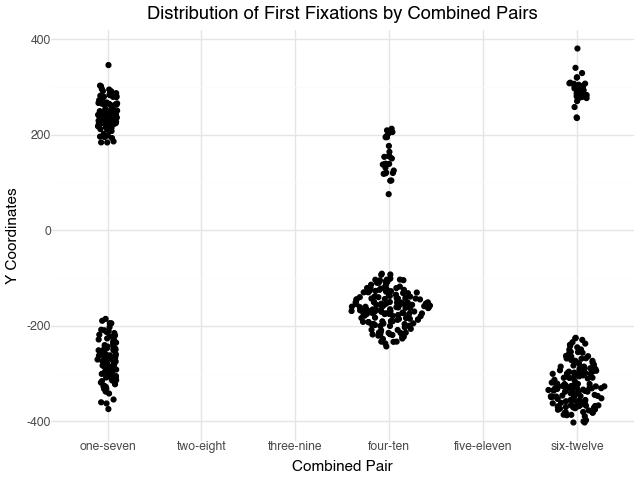 Distribution of First Fixations by Combined Pairs
400
200
0
-200
-400
Y Coordinates
one-seven two-eight three-nine four-ten five-eleven six-twelve
Combined Pair